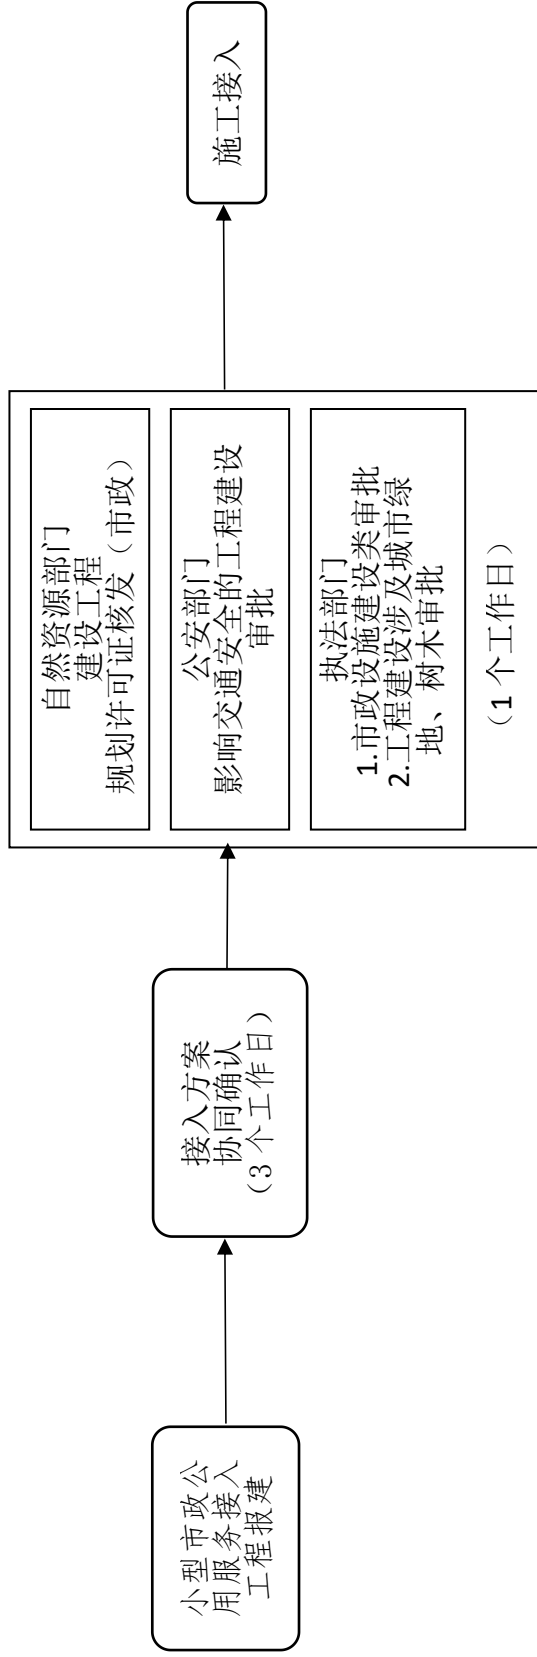 小型市政公
用服务接入
工程报建
接入方案
协同确认
（3 个工作日）
自然资源部门
建设工程
规划许可证核发（市政）
公安部门
影响交通安全的工程建设
审批
执法部门
1.市政设施建设类审批
2.工程建设涉及城市绿
地、树木审批
（1 个工作日）
施工接入